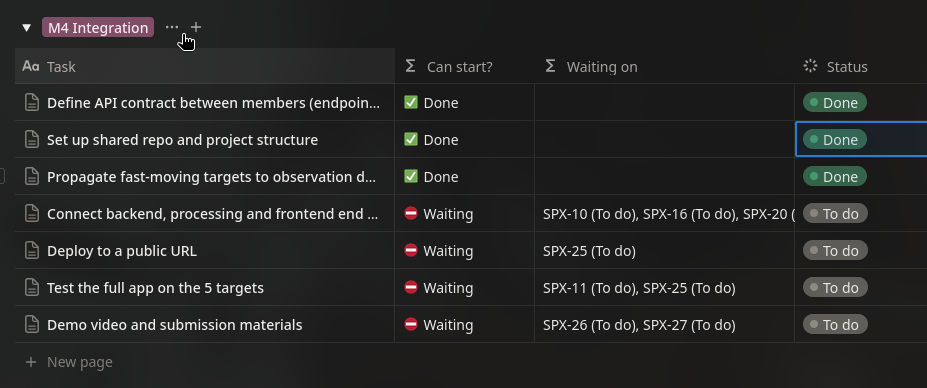 M4 Integration
Aa Task Can start? Waiting on Status
Define API contract between members (endpoin... Done Done
Set up shared repo and project structure Done Done
Propagate fast-moving targets to observation d... Done Done
Connect backend, processing and frontend end ... Waiting SPX-10 (To do), SPX-16 (To do), SPX-20 ( To do
Deploy to a public URL Waiting SPX-25 (To do) To do
Test the full app on the 5 targets Waiting SPX-11 (To do), SPX-25 (To do) To do
Demo video and submission materials Waiting SPX-26 (To do), SPX-27 (To do) To do
New page